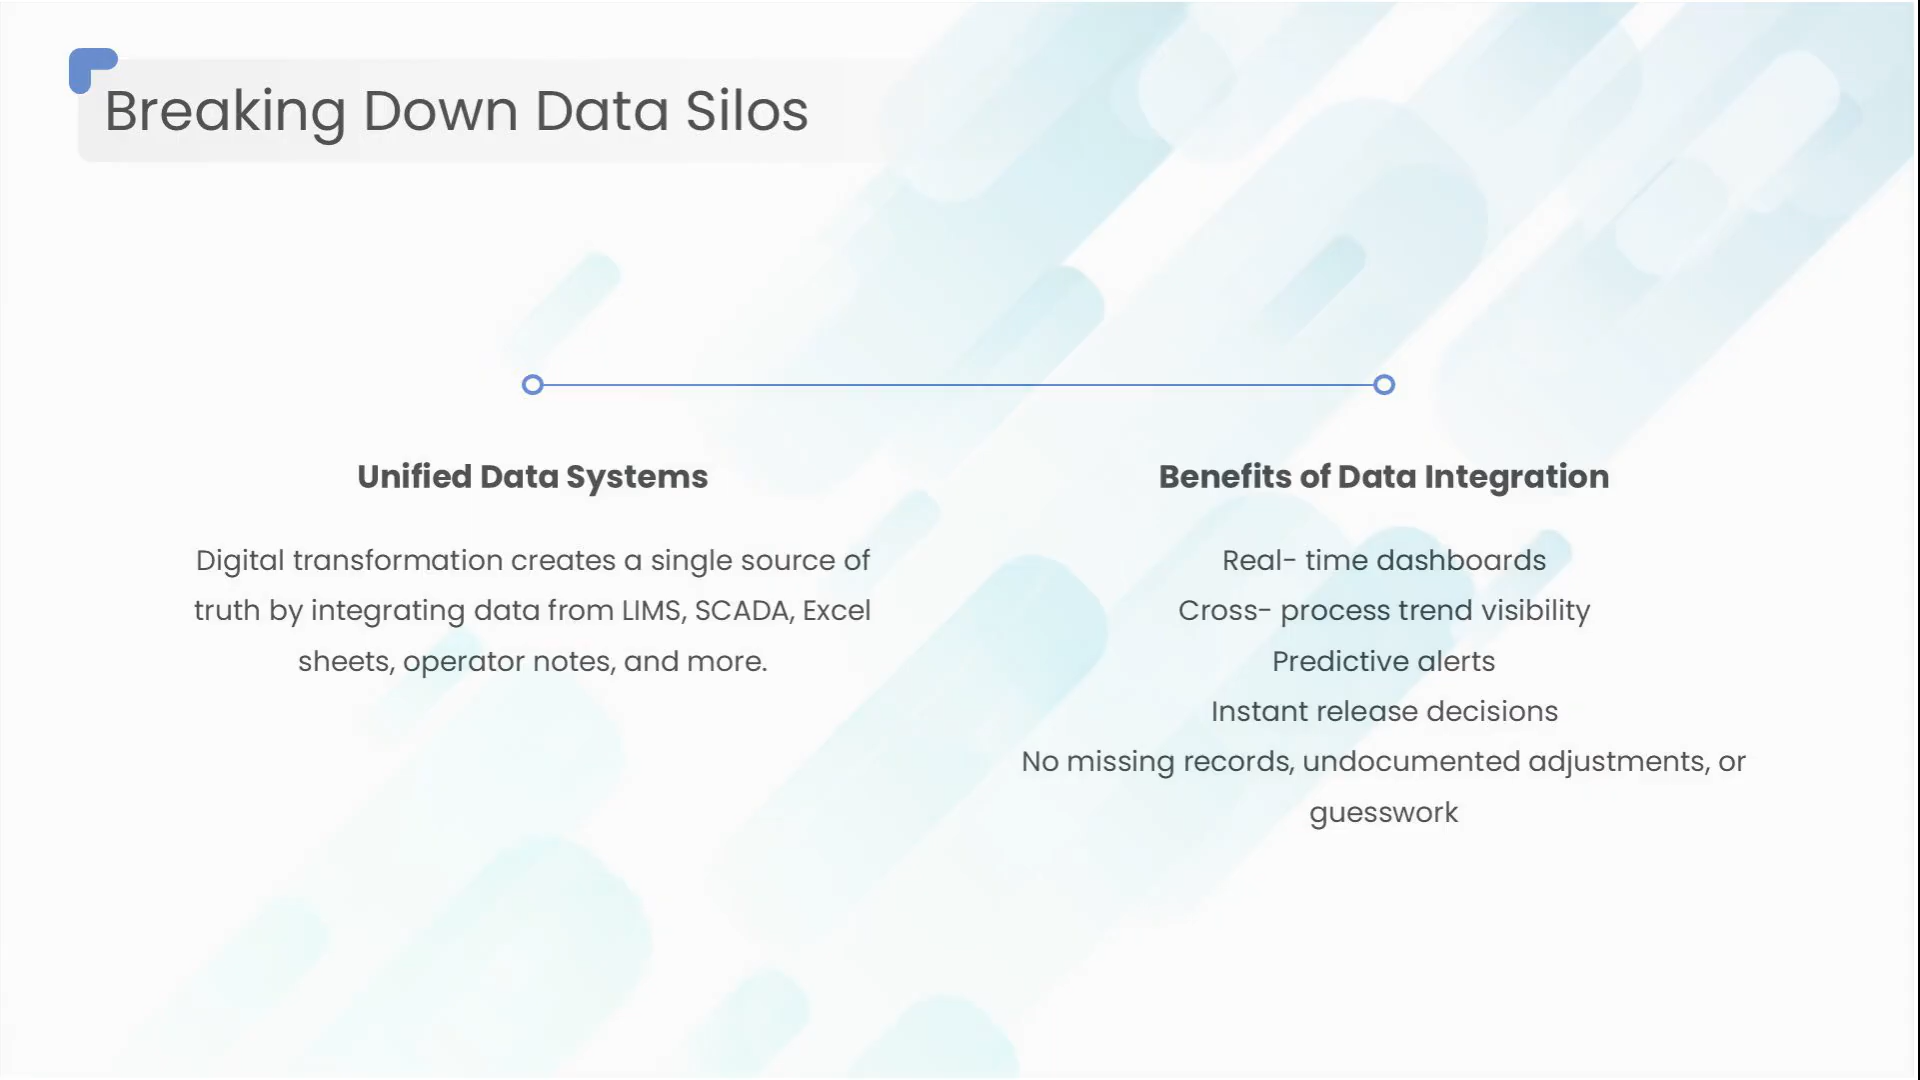 Breaking Down Data Silos
Unified Data Systems
Digital transformation creates a single source of
truth by integrating data from LIMS, SCADA, Excel
sheets, operator notes, and more.
Benefits of Data Integration
Real- time dashboards
Cross- process trend visibility
Predictive alerts
Instant release decisions
No missing records, undocumented adjustments, or
guesswork